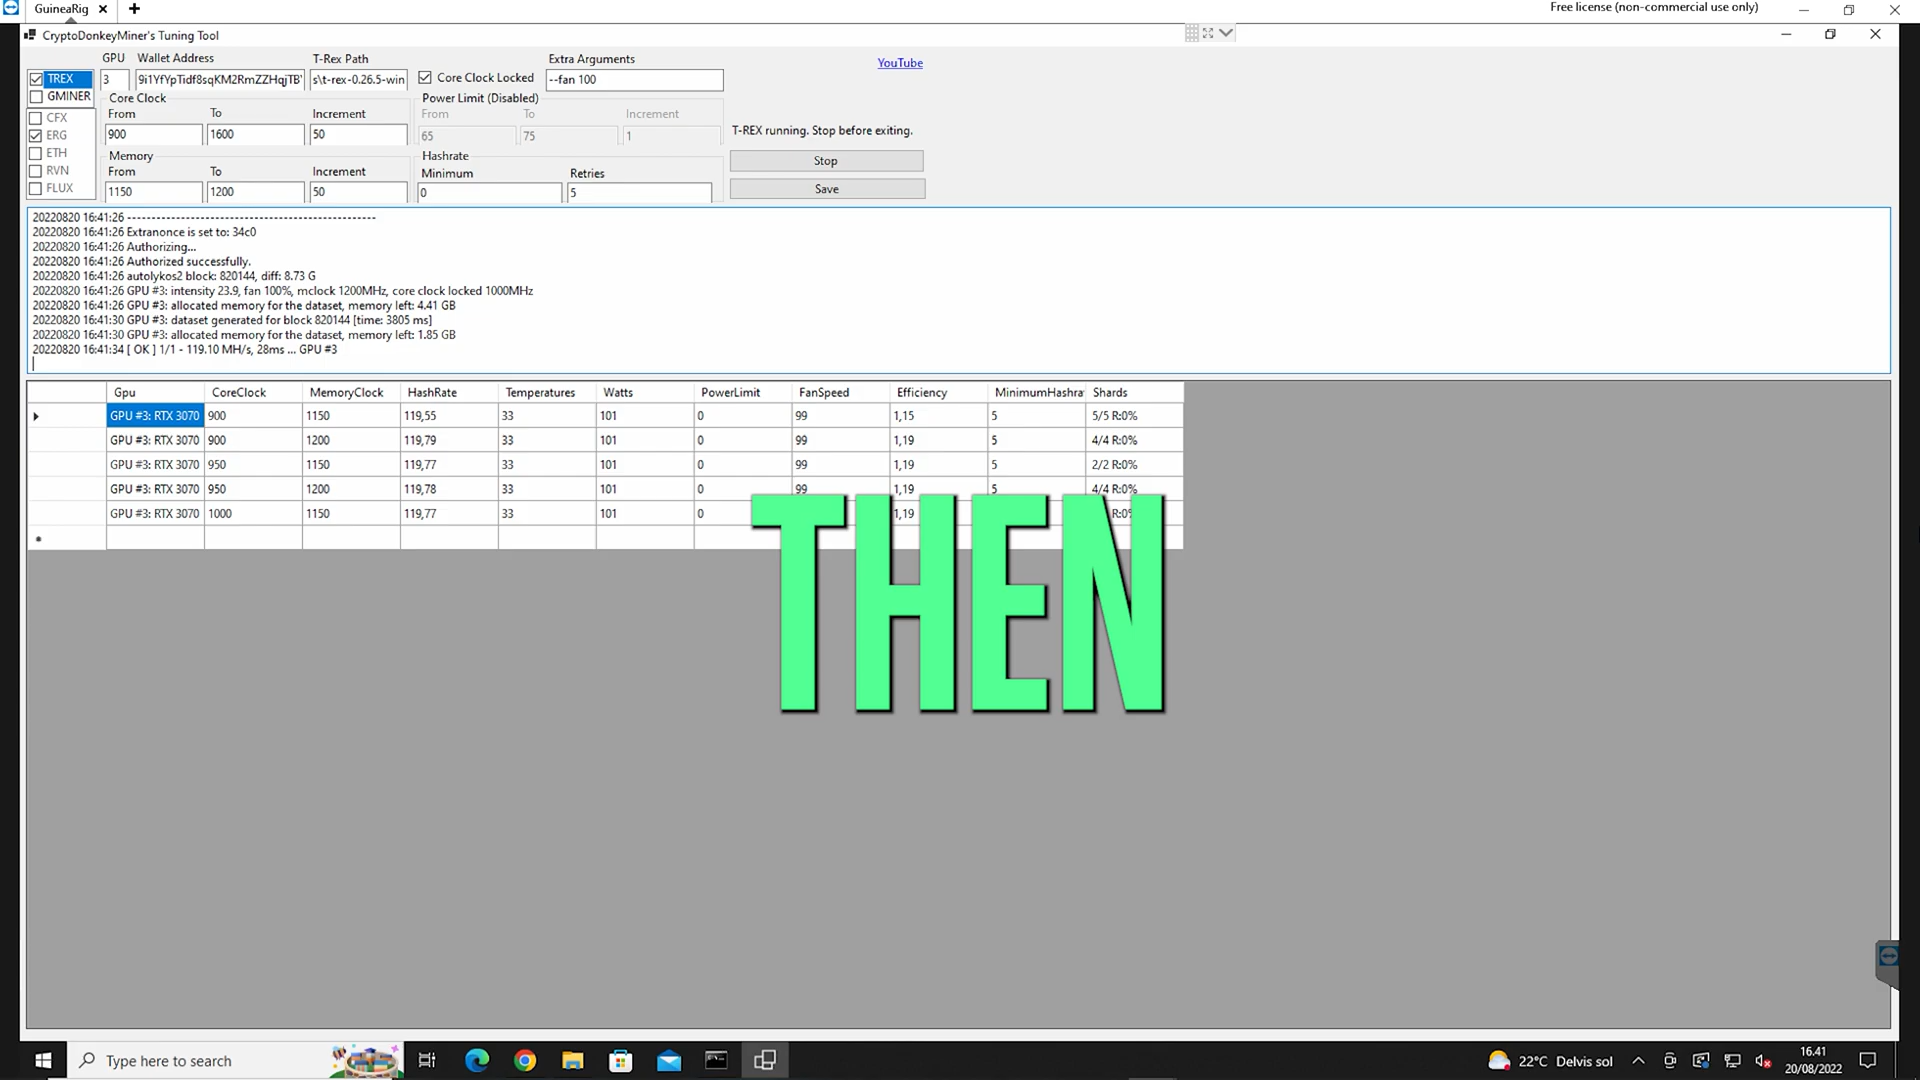 GuineaRig
Free license (non-commercial use only)
CryptoDonkeyMiner's Tuning Tool
GPU Wallet Address T-Rex Path Extra Arguments
YouTube
TREX 3 9i1YfYpTidf8sqKM2RmZZHqjTB s\t-rex-0.26.5-win Core Clock Locked --fan 100
GMINER
Core Clock Power Limit (Disabled)
CFX From To Increment From To Increment
ERG 900 1600 50 65 75 1
T-REX running. Stop before exiting.
ETH Memory Hashrate
Stop
RVN From To Increment Minimum Retries
FLUX 1150 1200 50 0 5
Save
20220820 16:41:26 --------------------------------------------------
20220820 16:41:26 Extranonce is set to: 34c0
20220820 16:41:26 Authorizing...
20220820 16:41:26 Authorized successfully.
20220820 16:41:26 autolykos2 block: 820144, diff: 8.73 G
20220820 16:41:26 GPU #3: intensity 23.9, fan 100%, mclock 1200MHz, core clock locked 1000MHz
20220820 16:41:26 GPU #3: allocated memory for the dataset, memory left: 4.41 GB
20220820 16:41:30 GPU #3: dataset generated for block 820144 [time: 3805 ms]
20220820 16:41:30 GPU #3: allocated memory for the dataset, memory left: 1.85 GB
20220820 16:41:34 [ OK ] 1/1 - 119.10 MH/s, 28ms ... GPU #3
Gpu CoreClock MemoryClock HashRate Temperatures Watts PowerLimit FanSpeed Efficiency MinimumHashra Shards
GPU #3: RTX 3070 900 1150 119,55 33 101 0 99 1,15 5 5/5 R:0%
GPU #3: RTX 3070 900 1200 119,79 33 101 0 99 1,19 5 4/4 R:0%
GPU #3: RTX 3070 950 1150 119,77 33 101 0 99 1,19 5 2/2 R:0%
GPU #3: RTX 3070 950 1200 119,78 33 101 0 99 1,19 5 4/4 R:0%
GPU #3: RTX 3070 1000 1150 119,77 33 101 0 1,19
THEN
Type here to search
22°C Delvis sol
16.41
20/08/2022